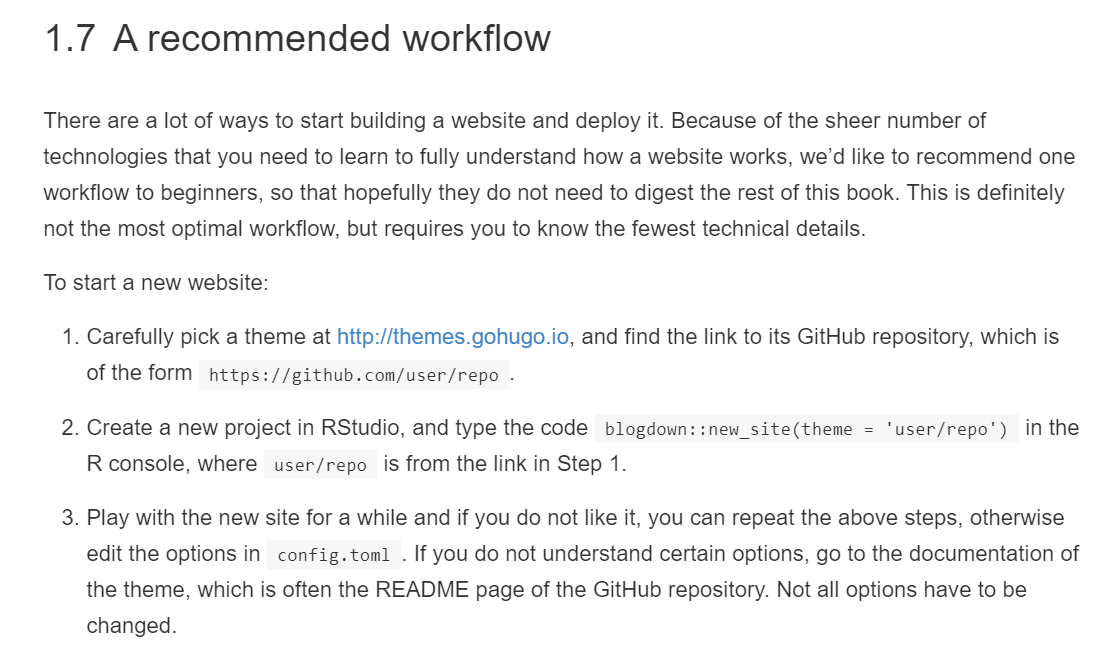 1.7 A recommended workflow
There are a lot of ways to start building a website and deploy it. Because of the sheer number of
technologies that you need to learn to fully understand how a website works, we’d like to recommend one
workflow to beginners, so that hopefully they do not need to digest the rest of this book. This is definitely
not the most optimal workflow, but requires you to know the fewest technical details.
To start a new website:
1. Carefully pick a theme at http://themes.gohugo.io, and find the link to its GitHub repository, which is
of the form https://github.com/user/repo .
2. Create a new project in RStudio, and type the code blogdown::new_site(theme = 'user/repo') in the
R console, where user/repo is from the link in Step 1.
3. Play with the new site for a while and if you do not like it, you can repeat the above steps, otherwise
edit the options in config.toml . If you do not understand certain options, go to the documentation of
the theme, which is often the README page of the GitHub repository. Not all options have to be
changed.